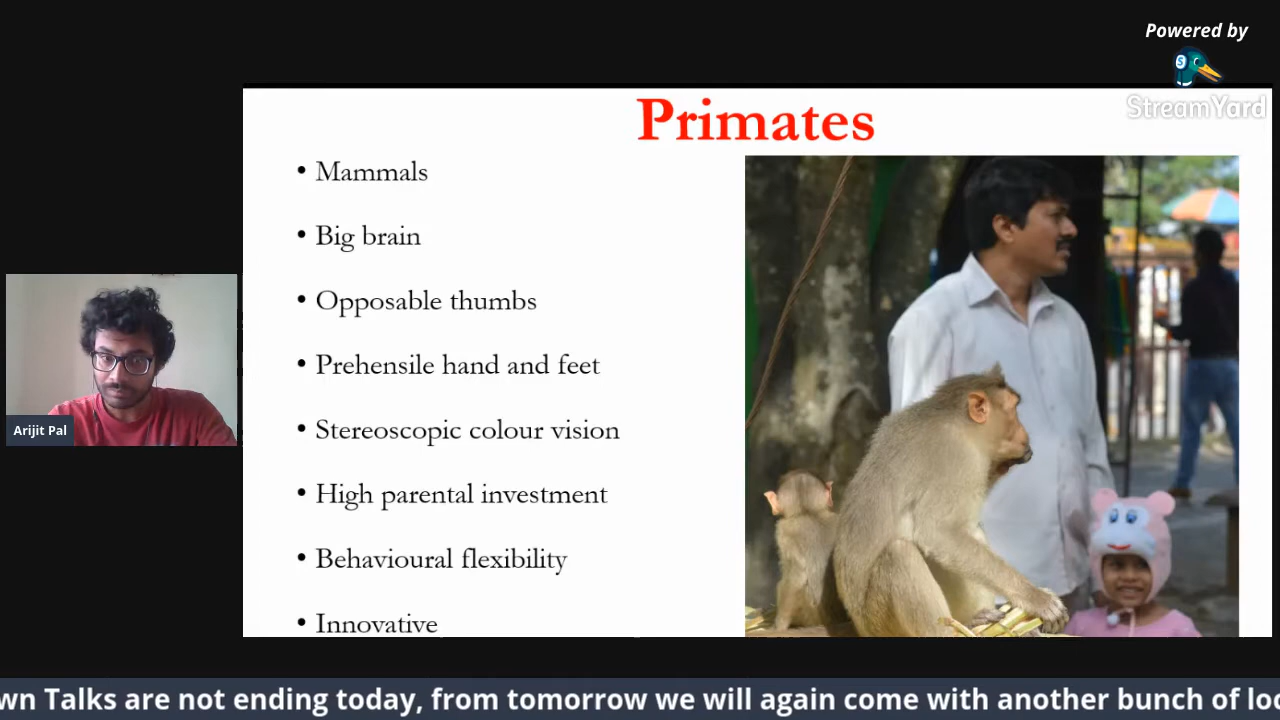 Powered by
StreamYard
Primates
• Mammals
• Big brain
• Opposable thumbs
• Prehensile hand and feet
• Stereoscopic colour vision
• High parental investment
• Behavioural flexibility
• Innovative
Arijit Pal
wn Talks are not ending today, from tomorrow we will again come with another bunch of loc